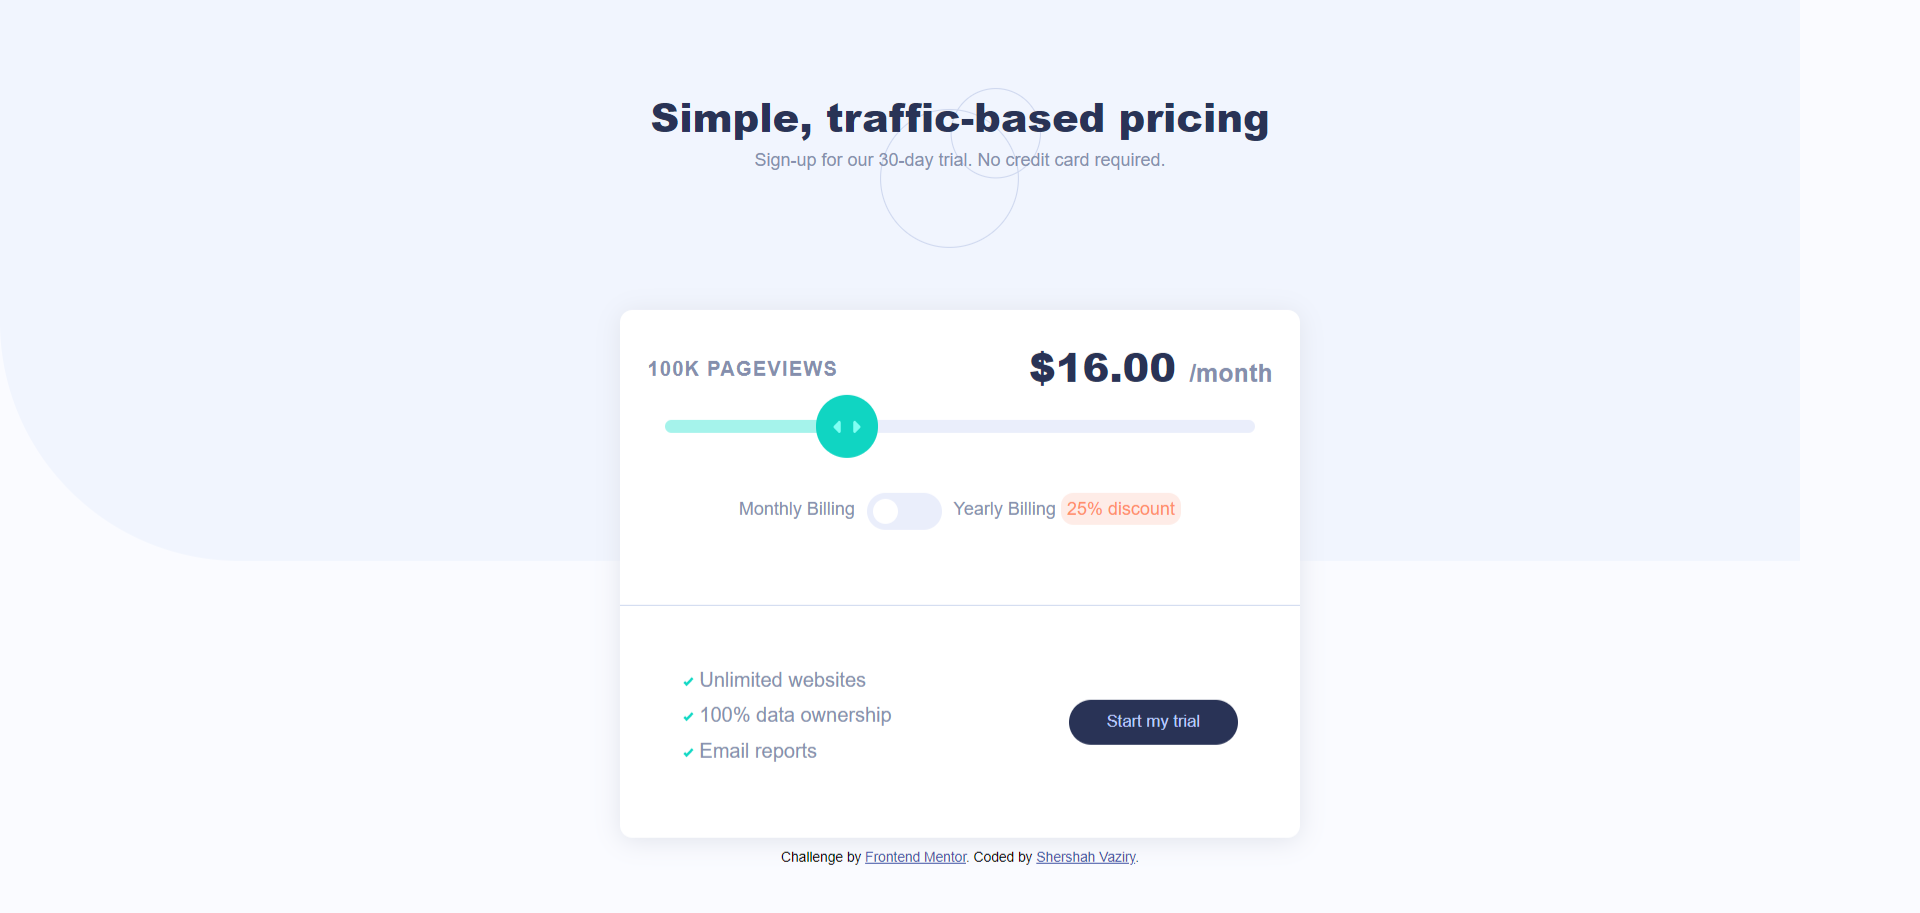 Simple, traffic-based pricing
Sign-up for our 30-day trial. No credit card required.
100K PAGEVIEWS
$16.00 /month
Monthly Billing
Yearly Billing 25% discount
Unlimited websites
100% data ownership
Email reports
Start my trial
Challenge by Frontend Mentor. Coded by Shershah Vaziry.